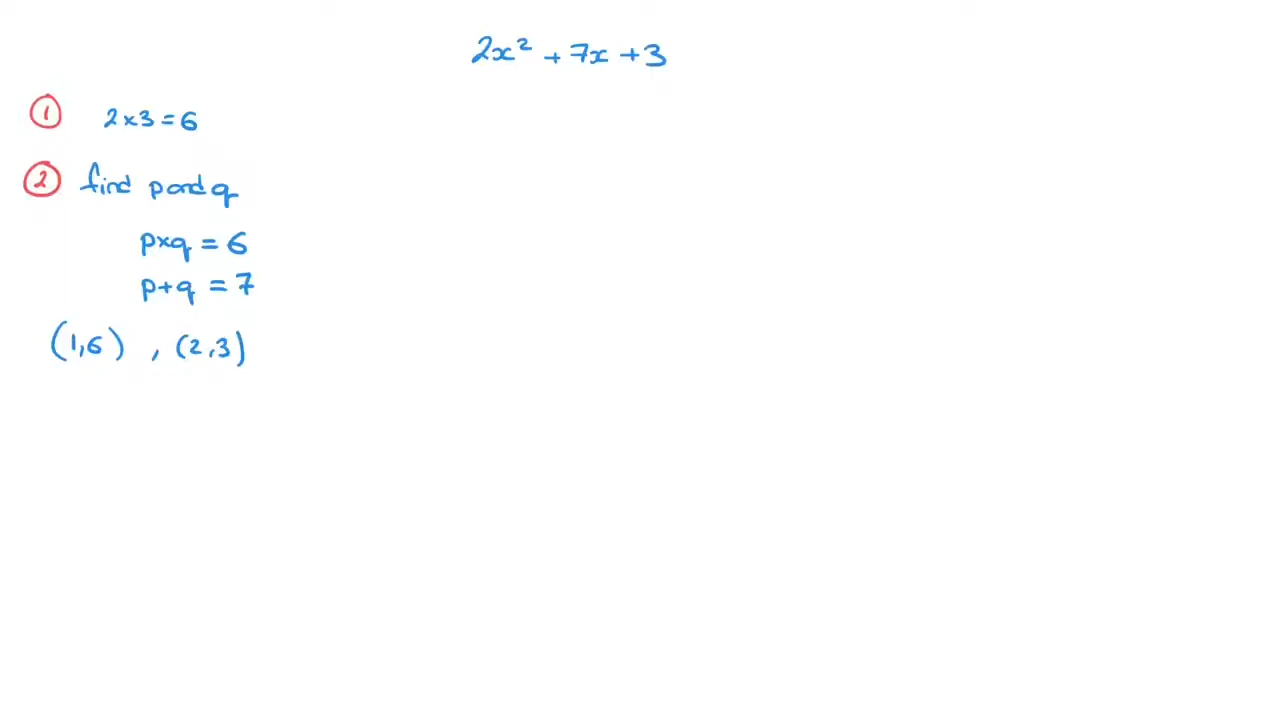 2x² + 7x + 3
① 2 × 3 = 6
② find p and q
p×q = 6
p+q = 7
(1,6) , (2,3)